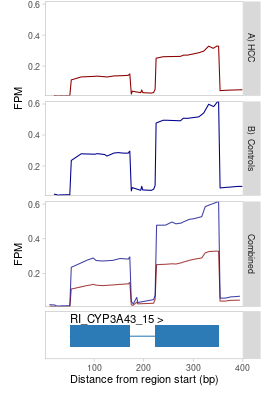 0.6
0.4
0.2
A) HCC
FPM
0.6
0.4
0.2
B) Controls
0.6
0.4
0.2
FPM
Combined
RI_CYP3A43_15 >
100
200
300
400
Distance from region start (bp)